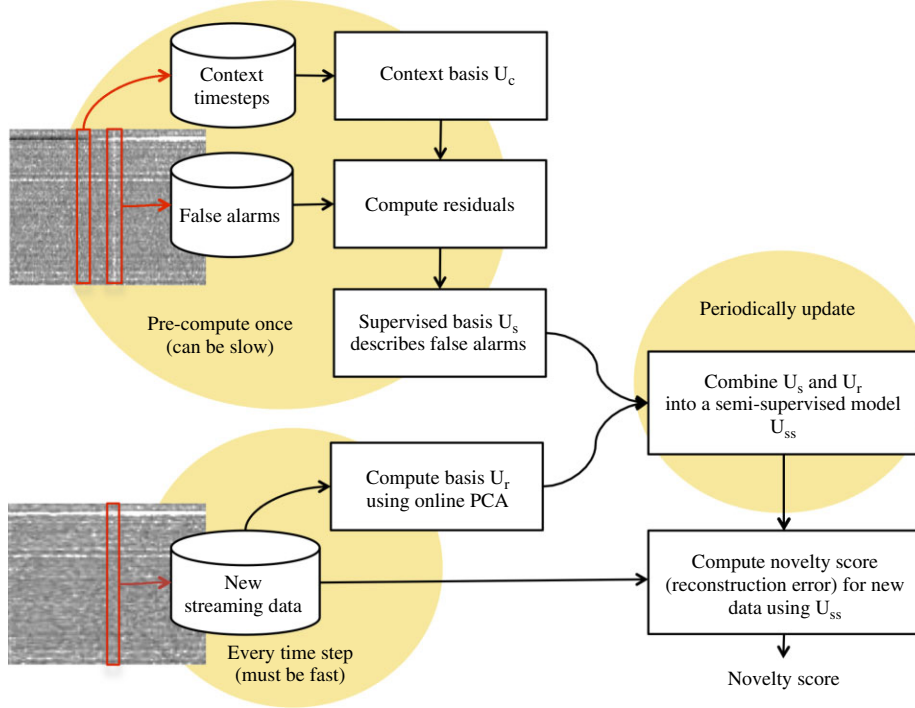 Context
timesteps
Context basis U_c
False alarms
Compute residuals
Pre-compute once
(can be slow)
Supervised basis U_s
describes false alarms
Periodically update
Combine U_s and U_r
into a semi-supervised model
U_ss
Compute basis U_r
using online PCA
New
streaming data
Compute novelty score
(reconstruction error) for new
data using U_ss
Every time step
(must be fast)
Novelty score